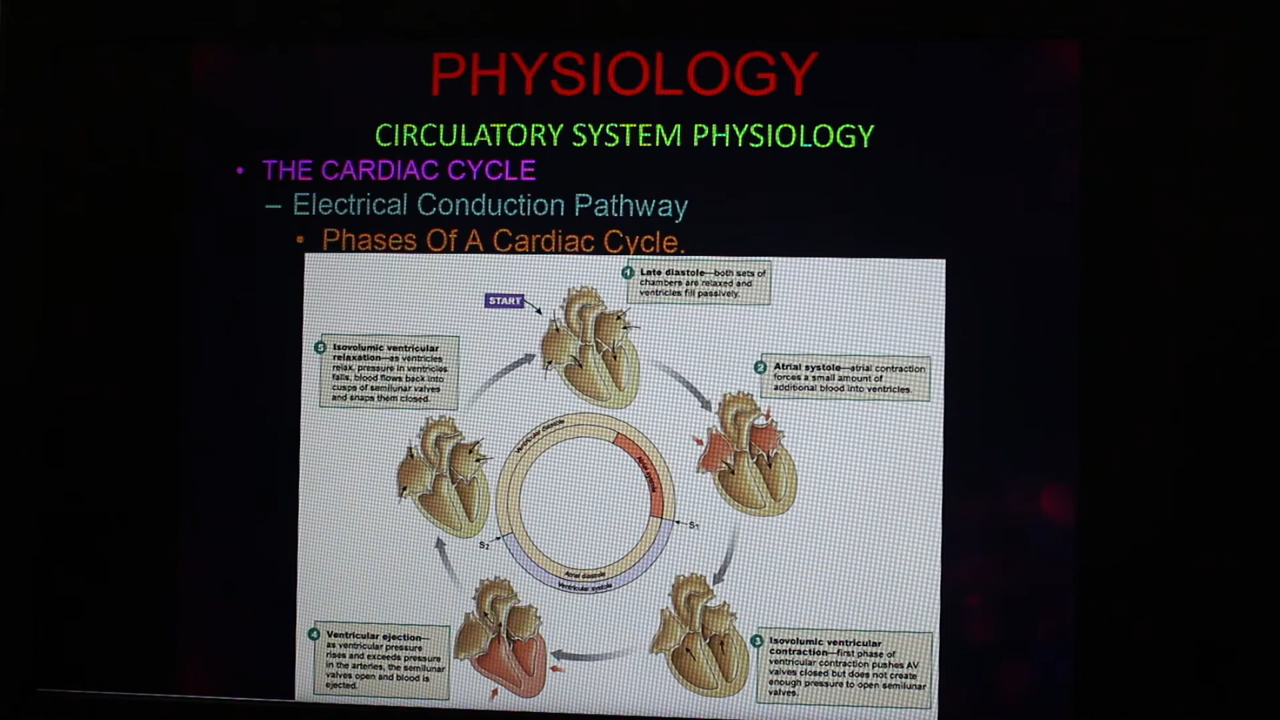 PHYSIOLOGY
CIRCULATORY SYSTEM PHYSIOLOGY
• THE CARDIAC CYCLE
– Electrical Conduction Pathway
• Phases Of A Cardiac Cycle.
START
1 Late diastole—both sets of
chambers are relaxed and
ventricles fill passively.
2 Atrial systole—atrial contraction
forces a small amount of
additional blood into ventricles.
3 Isovolumic ventricular
contraction—first phase of
ventricular contraction pushes AV
valves closed but does not create
enough pressure to open semilunar
valves.
4 Ventricular ejection—
as ventricular pressure
rises and exceeds pressure
in the arteries, the semilunar
valves open and blood is
ejected.
5 Isovolumic ventricular
relaxation—as ventricles
relax, pressure in ventricles
falls, blood flows back into
cusps of semilunar valves
and snaps them closed.
Ventricular diastole
Atrial systole
S1
S2
Atrial diastole
Ventricular systole